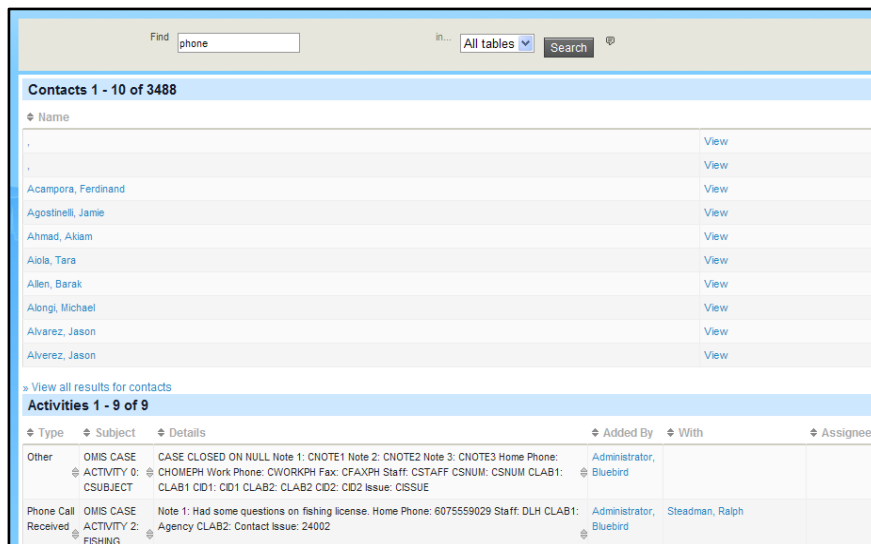 Find phone in... All tables Search
Contacts 1 - 10 of 3488
Name
, View
, View
Acampora, Ferdinand View
Agostinelli, Jamie View
Ahmad, Akiam View
Aiola, Tara View
Allen, Barak View
Alongi, Michael View
Alvarez, Jason View
Alverez, Jason View
» View all results for contacts
Activities 1 - 9 of 9
Type Subject Details Added By With Assignee
Other OMIS CASE CASE CLOSED ON NULL Note 1: CNOTE1 Note 2: CNOTE2 Note 3: CNOTE3 Home Phone: Administrator,
ACTIVITY 0: CHOMEPH Work Phone: CWORKPH Fax: CFAXPH Staff: CSTAFF CSNUM: CSNUM CLAB1: Bluebird
CSUBJECT CLAB1 CID1: CID1 CLAB2: CLAB2 CID2: CID2 Issue: CISSUE
Phone Call OMIS CASE Note 1: Had some questions on fishing license. Home Phone: 6075559029 Staff: DLH CLAB1: Administrator, Steadman, Ralph
Received ACTIVITY 2: Agency CLAB2: Contact Issue: 24002 Bluebird
FISHING